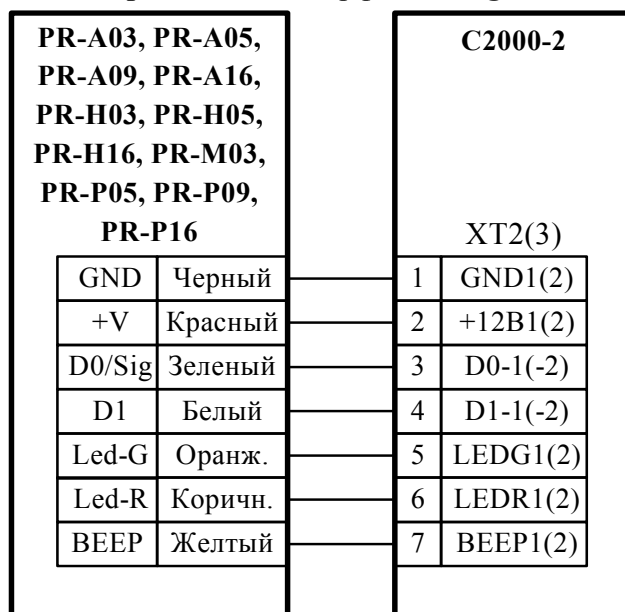 PR-A03, PR-A05,
PR-A09, PR-A16,
PR-H03, PR-H05,
PR-H16, PR-M03,
PR-P05, PR-P09,
PR-P16
C2000-2
XT2(3)
GND Черный 1 GND1(2)
+V Красный 2 +12В1(2)
D0/Sig Зеленый 3 D0-1(-2)
D1 Белый 4 D1-1(-2)
Led-G Оранж. 5 LEDG1(2)
Led-R Коричн. 6 LEDR1(2)
BEEP Желтый 7 BEEP1(2)